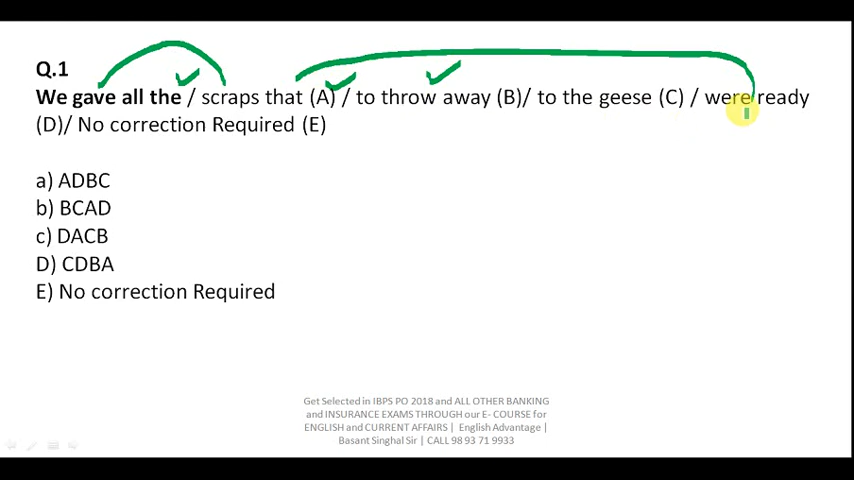 Q.1
We gave all the / scraps that (A) / to throw away (B)/ to the geese (C) / were ready
(D)/ No correction Required (E)
a) ADBC
b) BCAD
c) DACB
D) CDBA
E) No correction Required
Get Selected in IBPS PO 2018 and ALL OTHER BANKING
and INSURANCE EXAMS THROUGH our E- COURSE for
ENGLISH and CURRENT AFFAIRS | English Advantage |
Basant Singhal Sir | CALL 98 93 71 9933